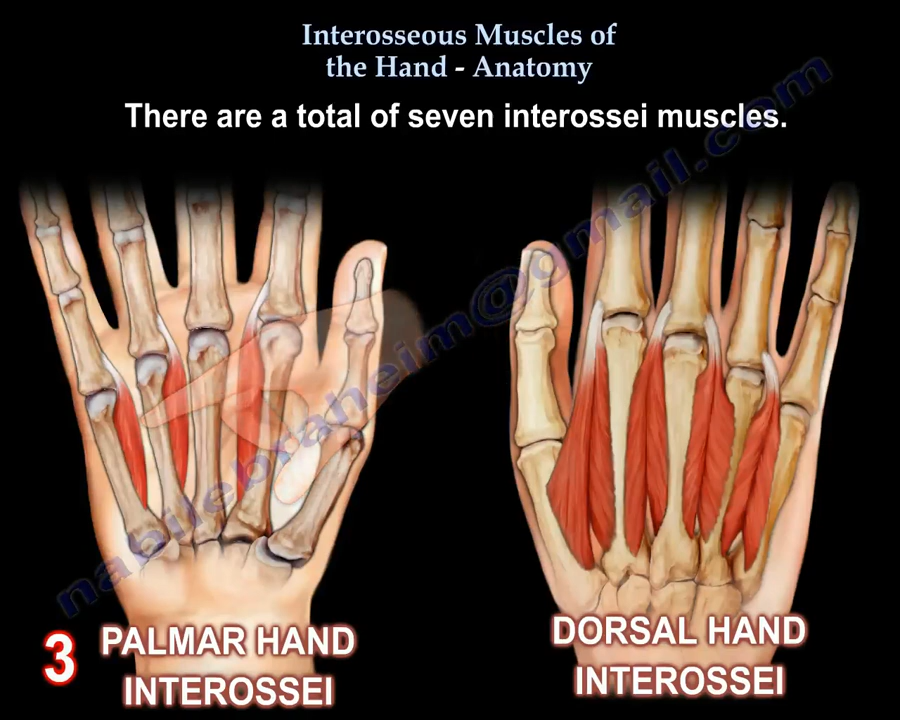 Interosseous Muscles of
the Hand - Anatomy
There are a total of seven interossei muscles.
nabilebraheim@gmail.com
3
PALMAR HAND
INTEROSSEI
DORSAL HAND
INTEROSSEI